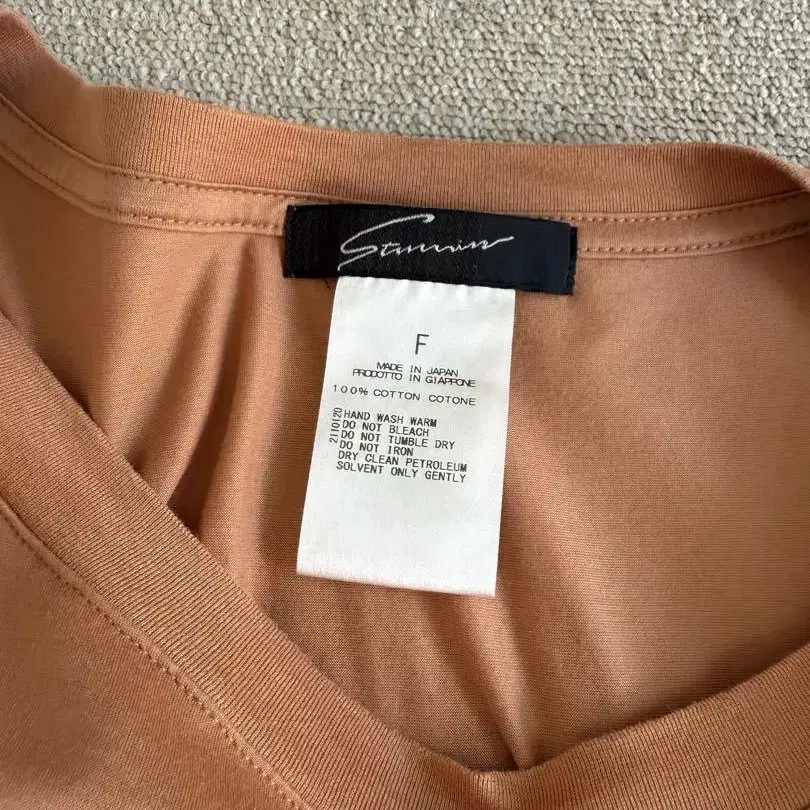 F
MADE IN JAPAN
PRODOTTO IN GIAPPONE
100% COTTON COTONE
HAND WASH WARM
DO NOT BLEACH
DO NOT TUMBLE DRY
DO NOT IRON
DRY CLEAN PETROLEUM
SOLVENT ONLY GENTLY
2110120